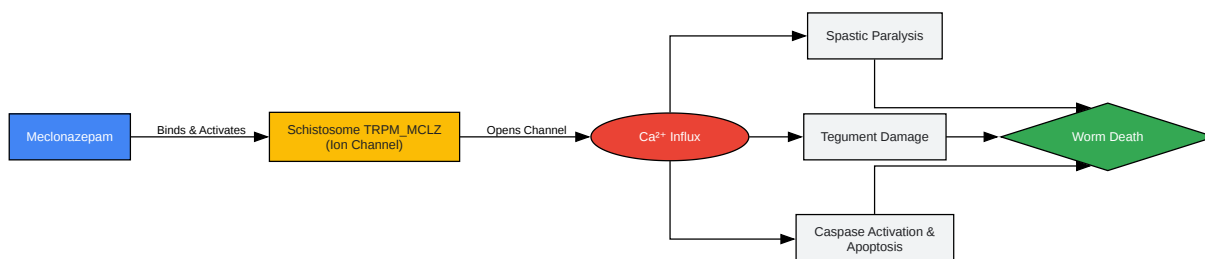 Spastic Paralysis
Meclonazepam
Binds & Activates
Schistosome TRPM_MCLZ
(Ion Channel)
Opens Channel
Ca²⁺ Influx
Tegument Damage
Worm Death
Caspase Activation &
Apoptosis